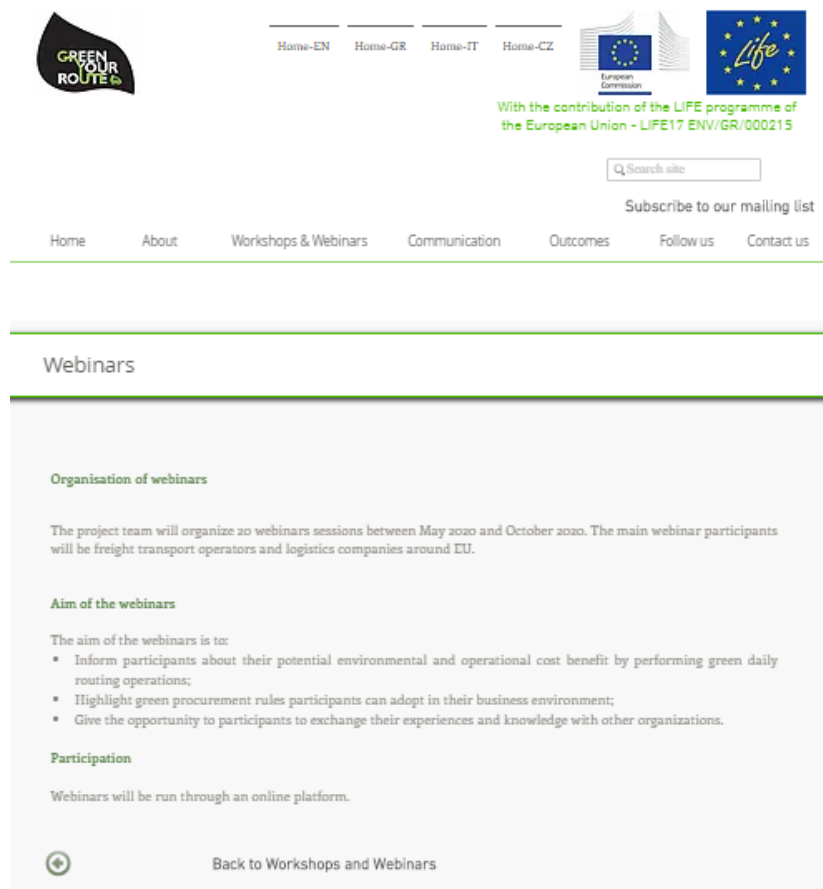 GREEN
YOUR
ROUTE
Home-EN Home-GR Home-IT Home-CZ
European
Commission
Life
With the contribution of the LIFE programme of
the European Union - LIFE17 ENV/GR/000215
Search site
Subscribe to our mailing list
Home About Workshops & Webinars Communication Outcomes Follow us Contact us
Webinars
Organisation of webinars
The project team will organize 20 webinars sessions between May 2020 and October 2020. The main webinar participants
will be freight transport operators and logistics companies around EU.
Aim of the webinars
The aim of the webinars is to:
• Inform participants about their potential environmental and operational cost benefit by performing green daily
routing operations;
• Highlight green procurement rules participants can adopt in their business environment;
• Give the opportunity to participants to exchange their experiences and knowledge with other organizations.
Participation
Webinars will be run through an online platform.
Back to Workshops and Webinars